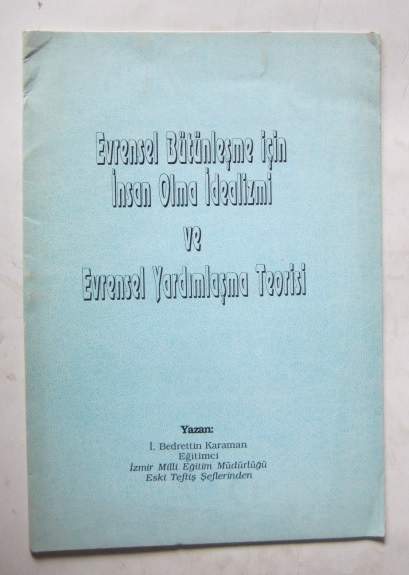 Evrensel Bütünleşme için
İnsan Olma İdealizmi
ve
Evrensel Yardımlaşma Teorisi
Yazan:
İ. Bedrettin Karaman
Eğitimci
İzmir Milli Eğitim Müdürlüğü
Eski Teftiş Şeflerinden